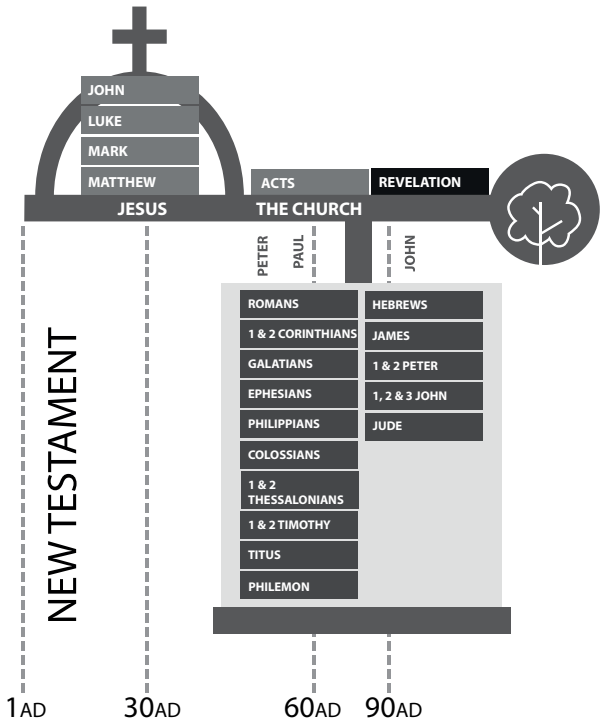 JOHN
LUKE
MARK
MATTHEW
ACTS
REVELATION
JESUS
THE CHURCH
PETER
PAUL
JOHN
NEW TESTAMENT
ROMANS
1 & 2 CORINTHIANS
GALATIANS
EPHESIANS
PHILIPPIANS
COLOSSIANS
1 & 2
THESSALONIANS
1 & 2 TIMOTHY
TITUS
PHILEMON
HEBREWS
JAMES
1 & 2 PETER
1, 2 & 3 JOHN
JUDE
1AD
30AD
60AD
90AD